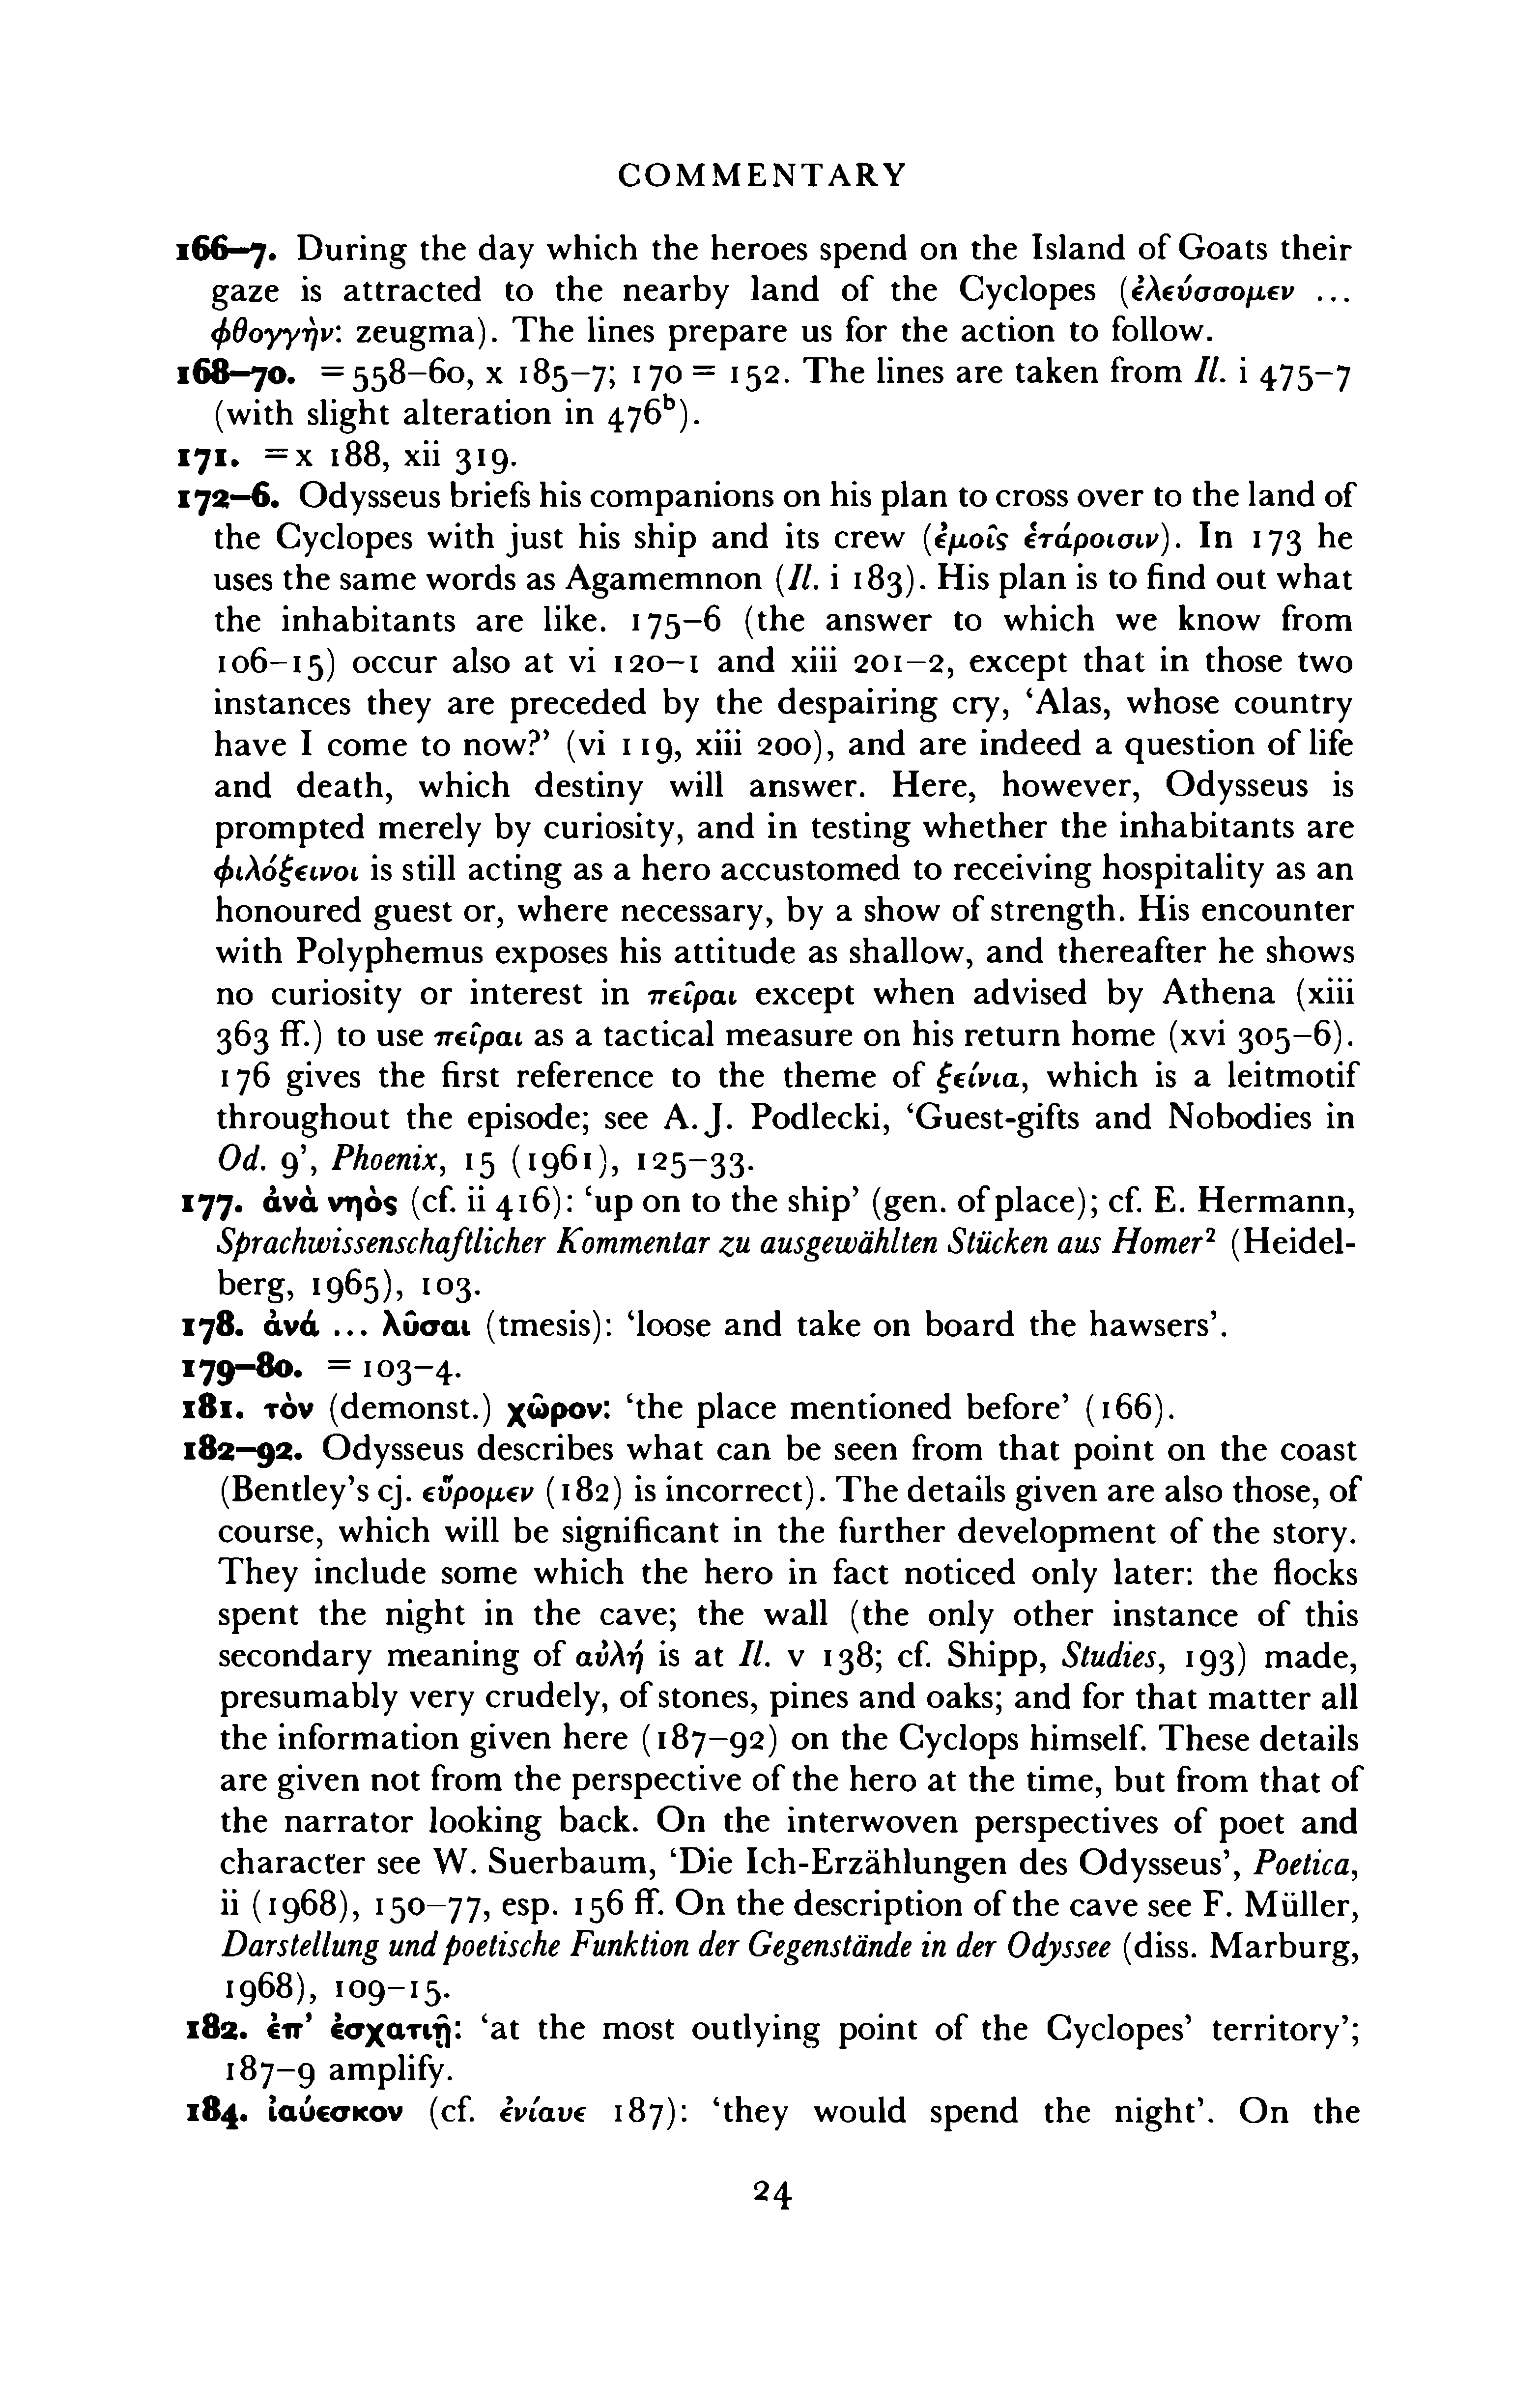 COMMENTARY
166–7. During the day which the heroes spend on the Island of Goats their
gaze is attracted to the nearby land of the Cyclopes (ἐλεύσσομεν ...
φθογγὴν: zeugma). The lines prepare us for the action to follow.
168–70. =558–60, x 185–7; 170= 152. The lines are taken from Il. i 475–7
(with slight alteration in 476ᵇ).
171. =x 188, xii 319.
172–6. Odysseus briefs his companions on his plan to cross over to the land of
the Cyclopes with just his ship and its crew (ἐμοῖς ἑτάροισιν). In 173 he
uses the same words as Agamemnon (Il. i 183). His plan is to find out what
the inhabitants are like. 175–6 (the answer to which we know from
106–15) occur also at vi 120–1 and xiii 201–2, except that in those two
instances they are preceded by the despairing cry, ‘Alas, whose country
have I come to now?’ (vi 119, xiii 200), and are indeed a question of life
and death, which destiny will answer. Here, however, Odysseus is
prompted merely by curiosity, and in testing whether the inhabitants are
φιλόξεινοι is still acting as a hero accustomed to receiving hospitality as an
honoured guest or, where necessary, by a show of strength. His encounter
with Polyphemus exposes his attitude as shallow, and thereafter he shows
no curiosity or interest in πεῖραι except when advised by Athena (xiii
363 ff.) to use πεῖραι as a tactical measure on his return home (xvi 305–6).
176 gives the first reference to the theme of ξείνια, which is a leitmotif
throughout the episode; see A. J. Podlecki, ‘Guest-gifts and Nobodies in
Od. 9’, Phoenix, 15 (1961), 125–33.
177. ἀνὰ νηὸς (cf. ii 416): ‘up on to the ship’ (gen. of place); cf. E. Hermann,
Sprachwissenschaftlicher Kommentar zu ausgewählten Stücken aus Homer² (Heidel-
berg, 1965), 103.
178. ἀνά ... λῦσαι (tmesis): ‘loose and take on board the hawsers’.
179–80. = 103–4.
181. τὸν (demonst.) χῶρον: ‘the place mentioned before’ (166).
182–92. Odysseus describes what can be seen from that point on the coast
(Bentley’s cj. εὕρομεν (182) is incorrect). The details given are also those, of
course, which will be significant in the further development of the story.
They include some which the hero in fact noticed only later: the flocks
spent the night in the cave; the wall (the only other instance of this
secondary meaning of αὐλή is at Il. v 138; cf. Shipp, Studies, 193) made,
presumably very crudely, of stones, pines and oaks; and for that matter all
the information given here (187–92) on the Cyclops himself. These details
are given not from the perspective of the hero at the time, but from that of
the narrator looking back. On the interwoven perspectives of poet and
character see W. Suerbaum, ‘Die Ich-Erzählungen des Odysseus’, Poetica,
ii (1968), 150–77, esp. 156 ff. On the description of the cave see F. Müller,
Darstellung und poetische Funktion der Gegenstände in der Odyssee (diss. Marburg,
1968), 109–15.
182. ἐπ’ ἐσχατιῇ: ‘at the most outlying point of the Cyclopes’ territory’;
187–9 amplify.
184. ἰαύεσκον (cf. ἐνίαυε 187): ‘they would spend the night’. On the
24